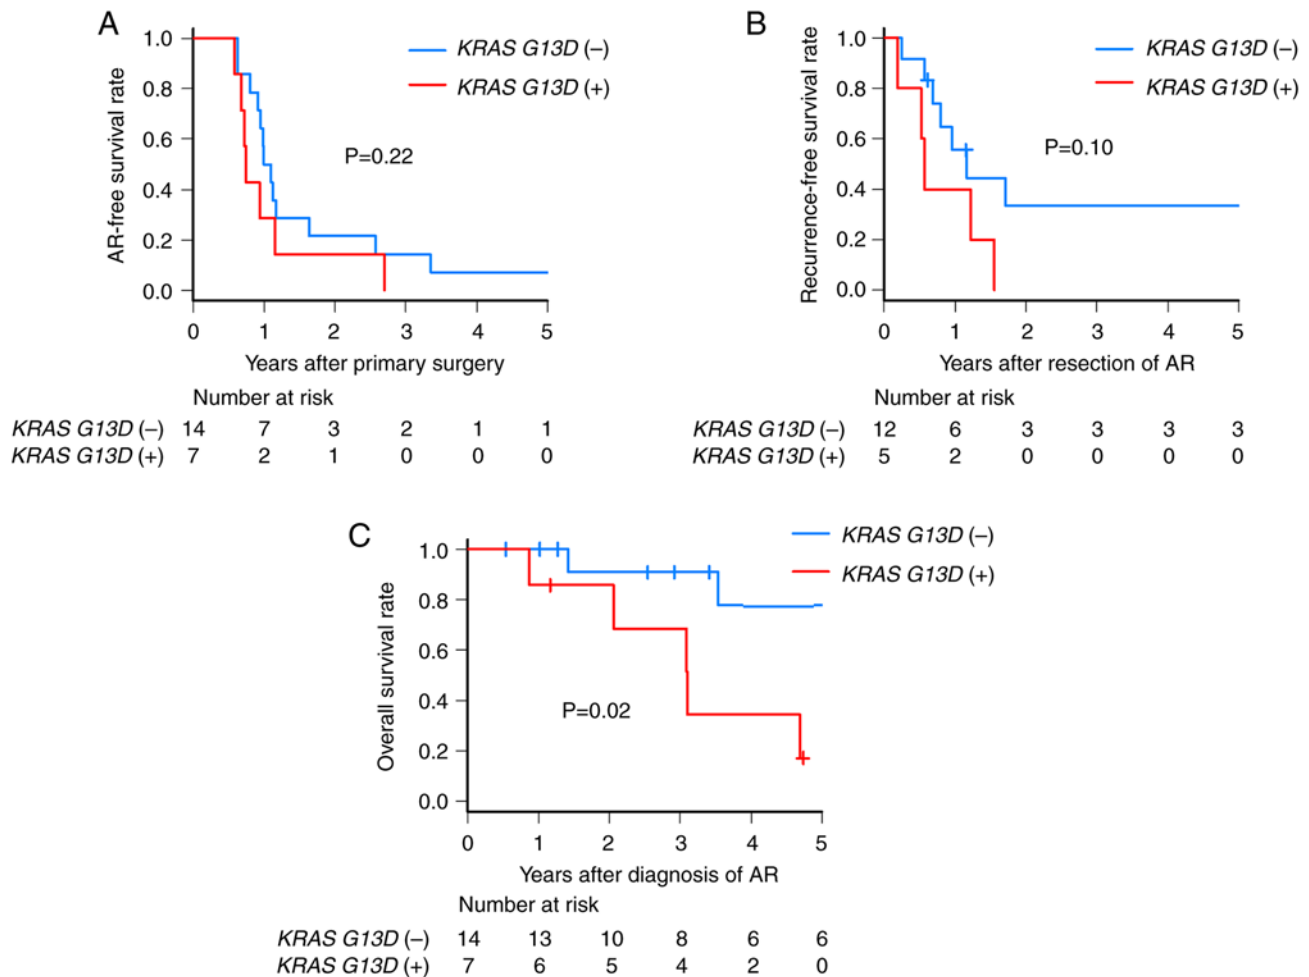 A
KRAS G13D (–)
KRAS G13D (+)
P=0.22
AR-free survival rate
1.0
0.8
0.6
0.4
0.2
0.0
0 1 2 3 4 5
Years after primary surgery
Number at risk
KRAS G13D (–) 14 7 3 2 1 1
KRAS G13D (+) 7 2 1 0 0 0
B
KRAS G13D (–)
KRAS G13D (+)
P=0.10
Recurrence-free survival rate
1.0
0.8
0.6
0.4
0.2
0.0
0 1 2 3 4 5
Years after resection of AR
Number at risk
KRAS G13D (–) 12 6 3 3 3 3
KRAS G13D (+) 5 2 0 0 0 0
C
KRAS G13D (–)
KRAS G13D (+)
P=0.02
Overall survival rate
1.0
0.8
0.6
0.4
0.2
0.0
0 1 2 3 4 5
Years after diagnosis of AR
Number at risk
KRAS G13D (–) 14 13 10 8 6 6
KRAS G13D (+) 7 6 5 4 2 0